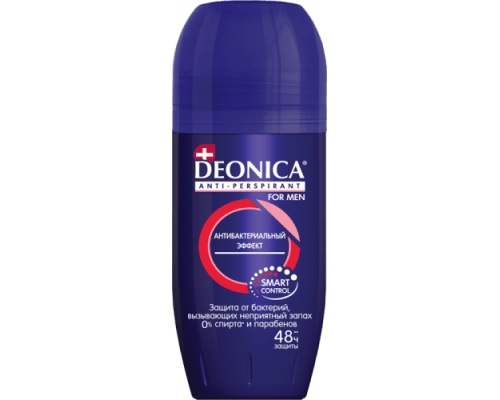 DEONICA®
ANTI-PERSPIRANT
FOR MEN
АНТИБАКТЕРИАЛЬНЫЙ
ЭФФЕКТ
SMART
CONTROL
Защита от бактерий,
вызывающих неприятный запах
0% спирта* и парабенов
48 ч
защиты